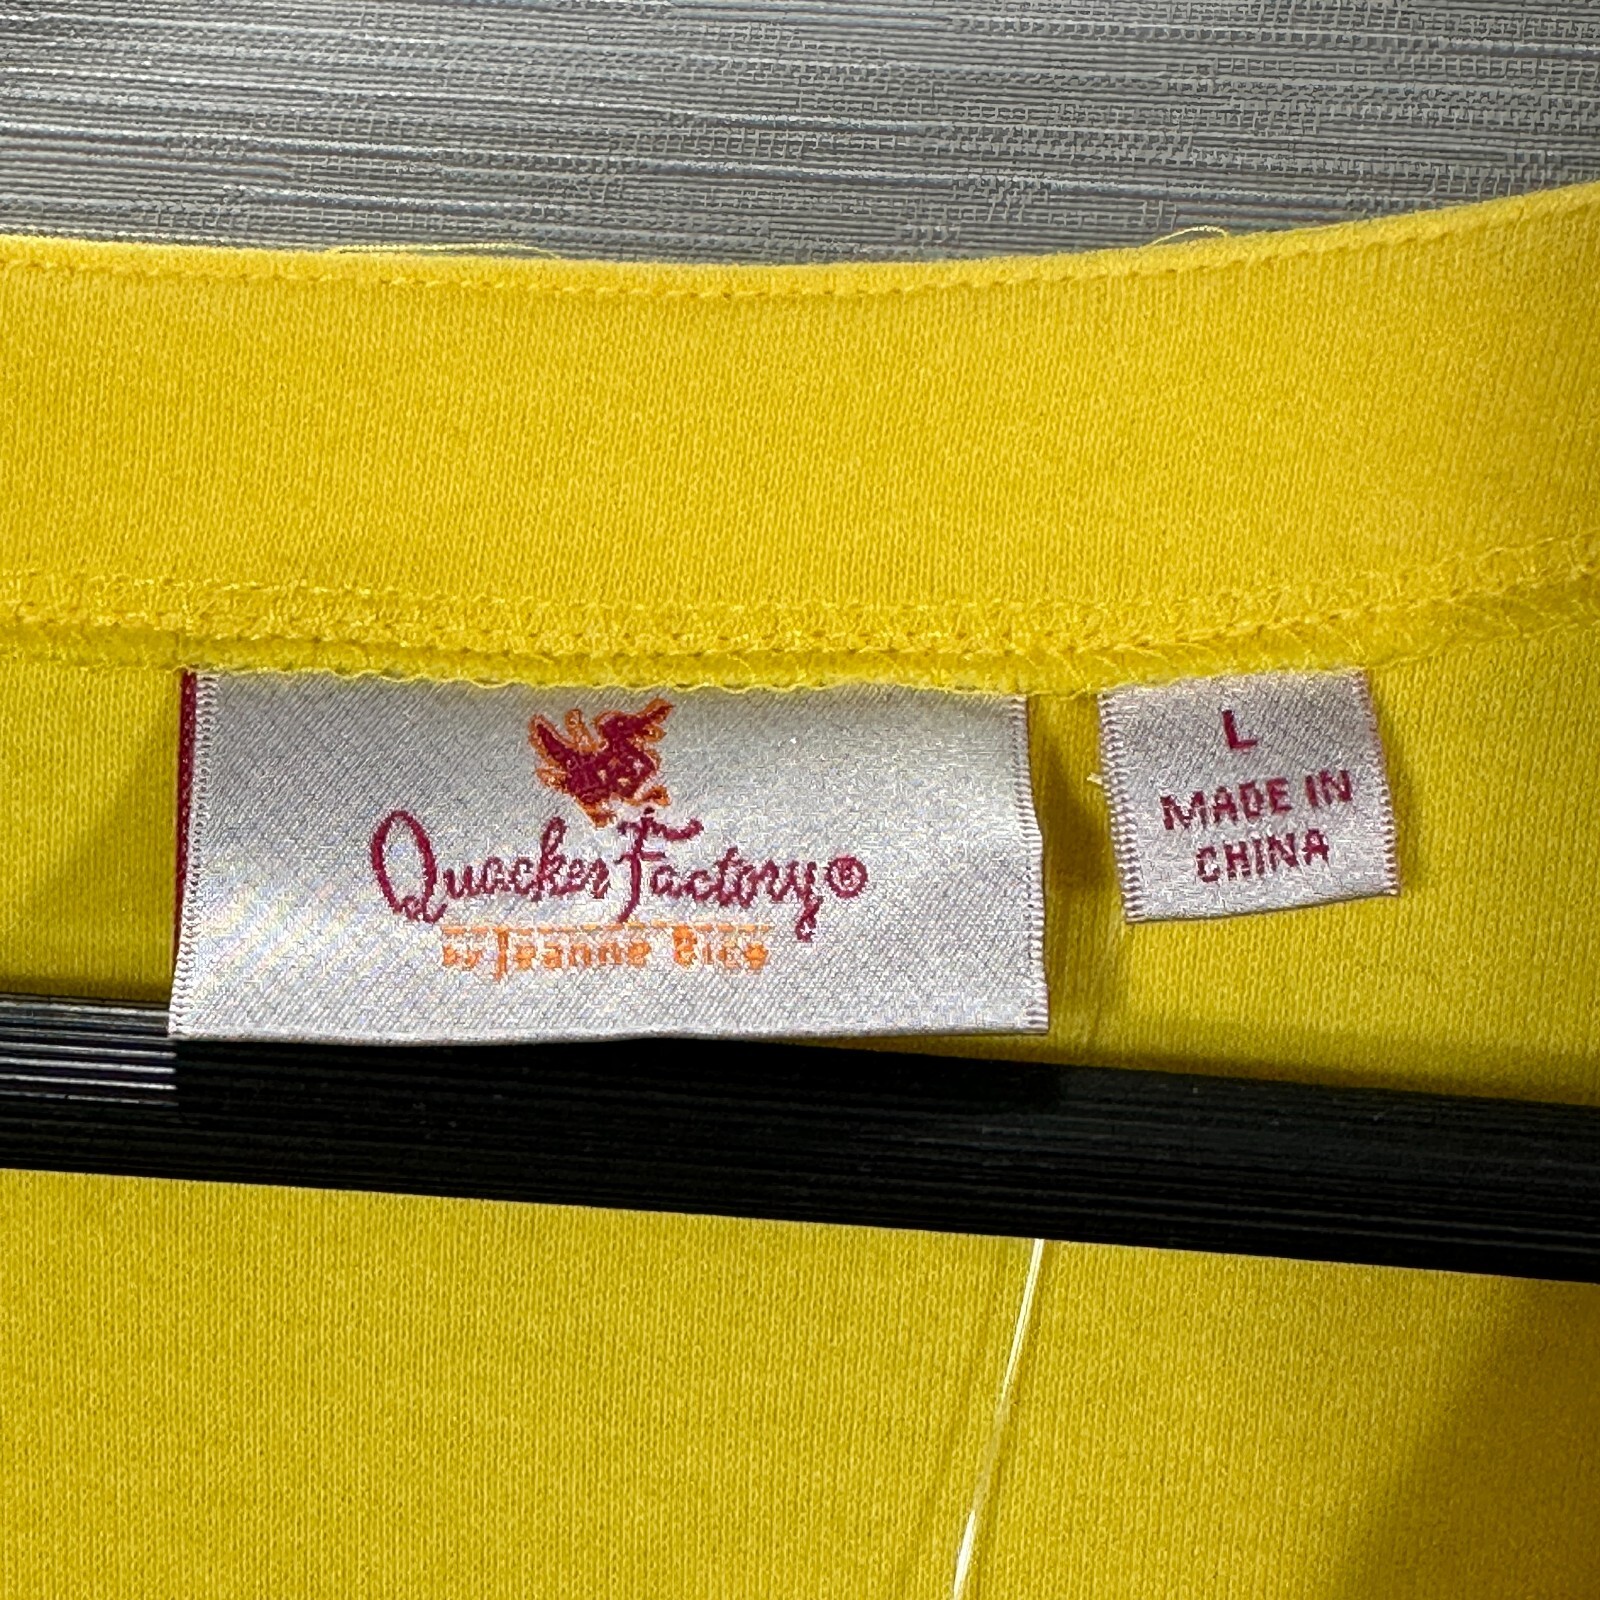 Quacker Factory®
by Jeanne Bice
L
MADE IN
CHINA